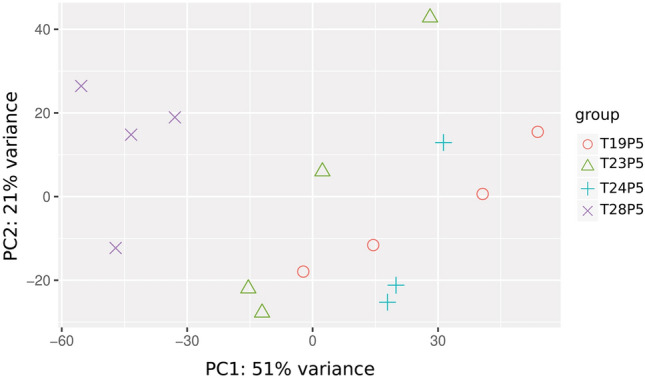 40
20
0
−20
−60
−30
0
30
PC2: 21% variance
PC1: 51% variance
group
T19P5
T23P5
T24P5
T28P5